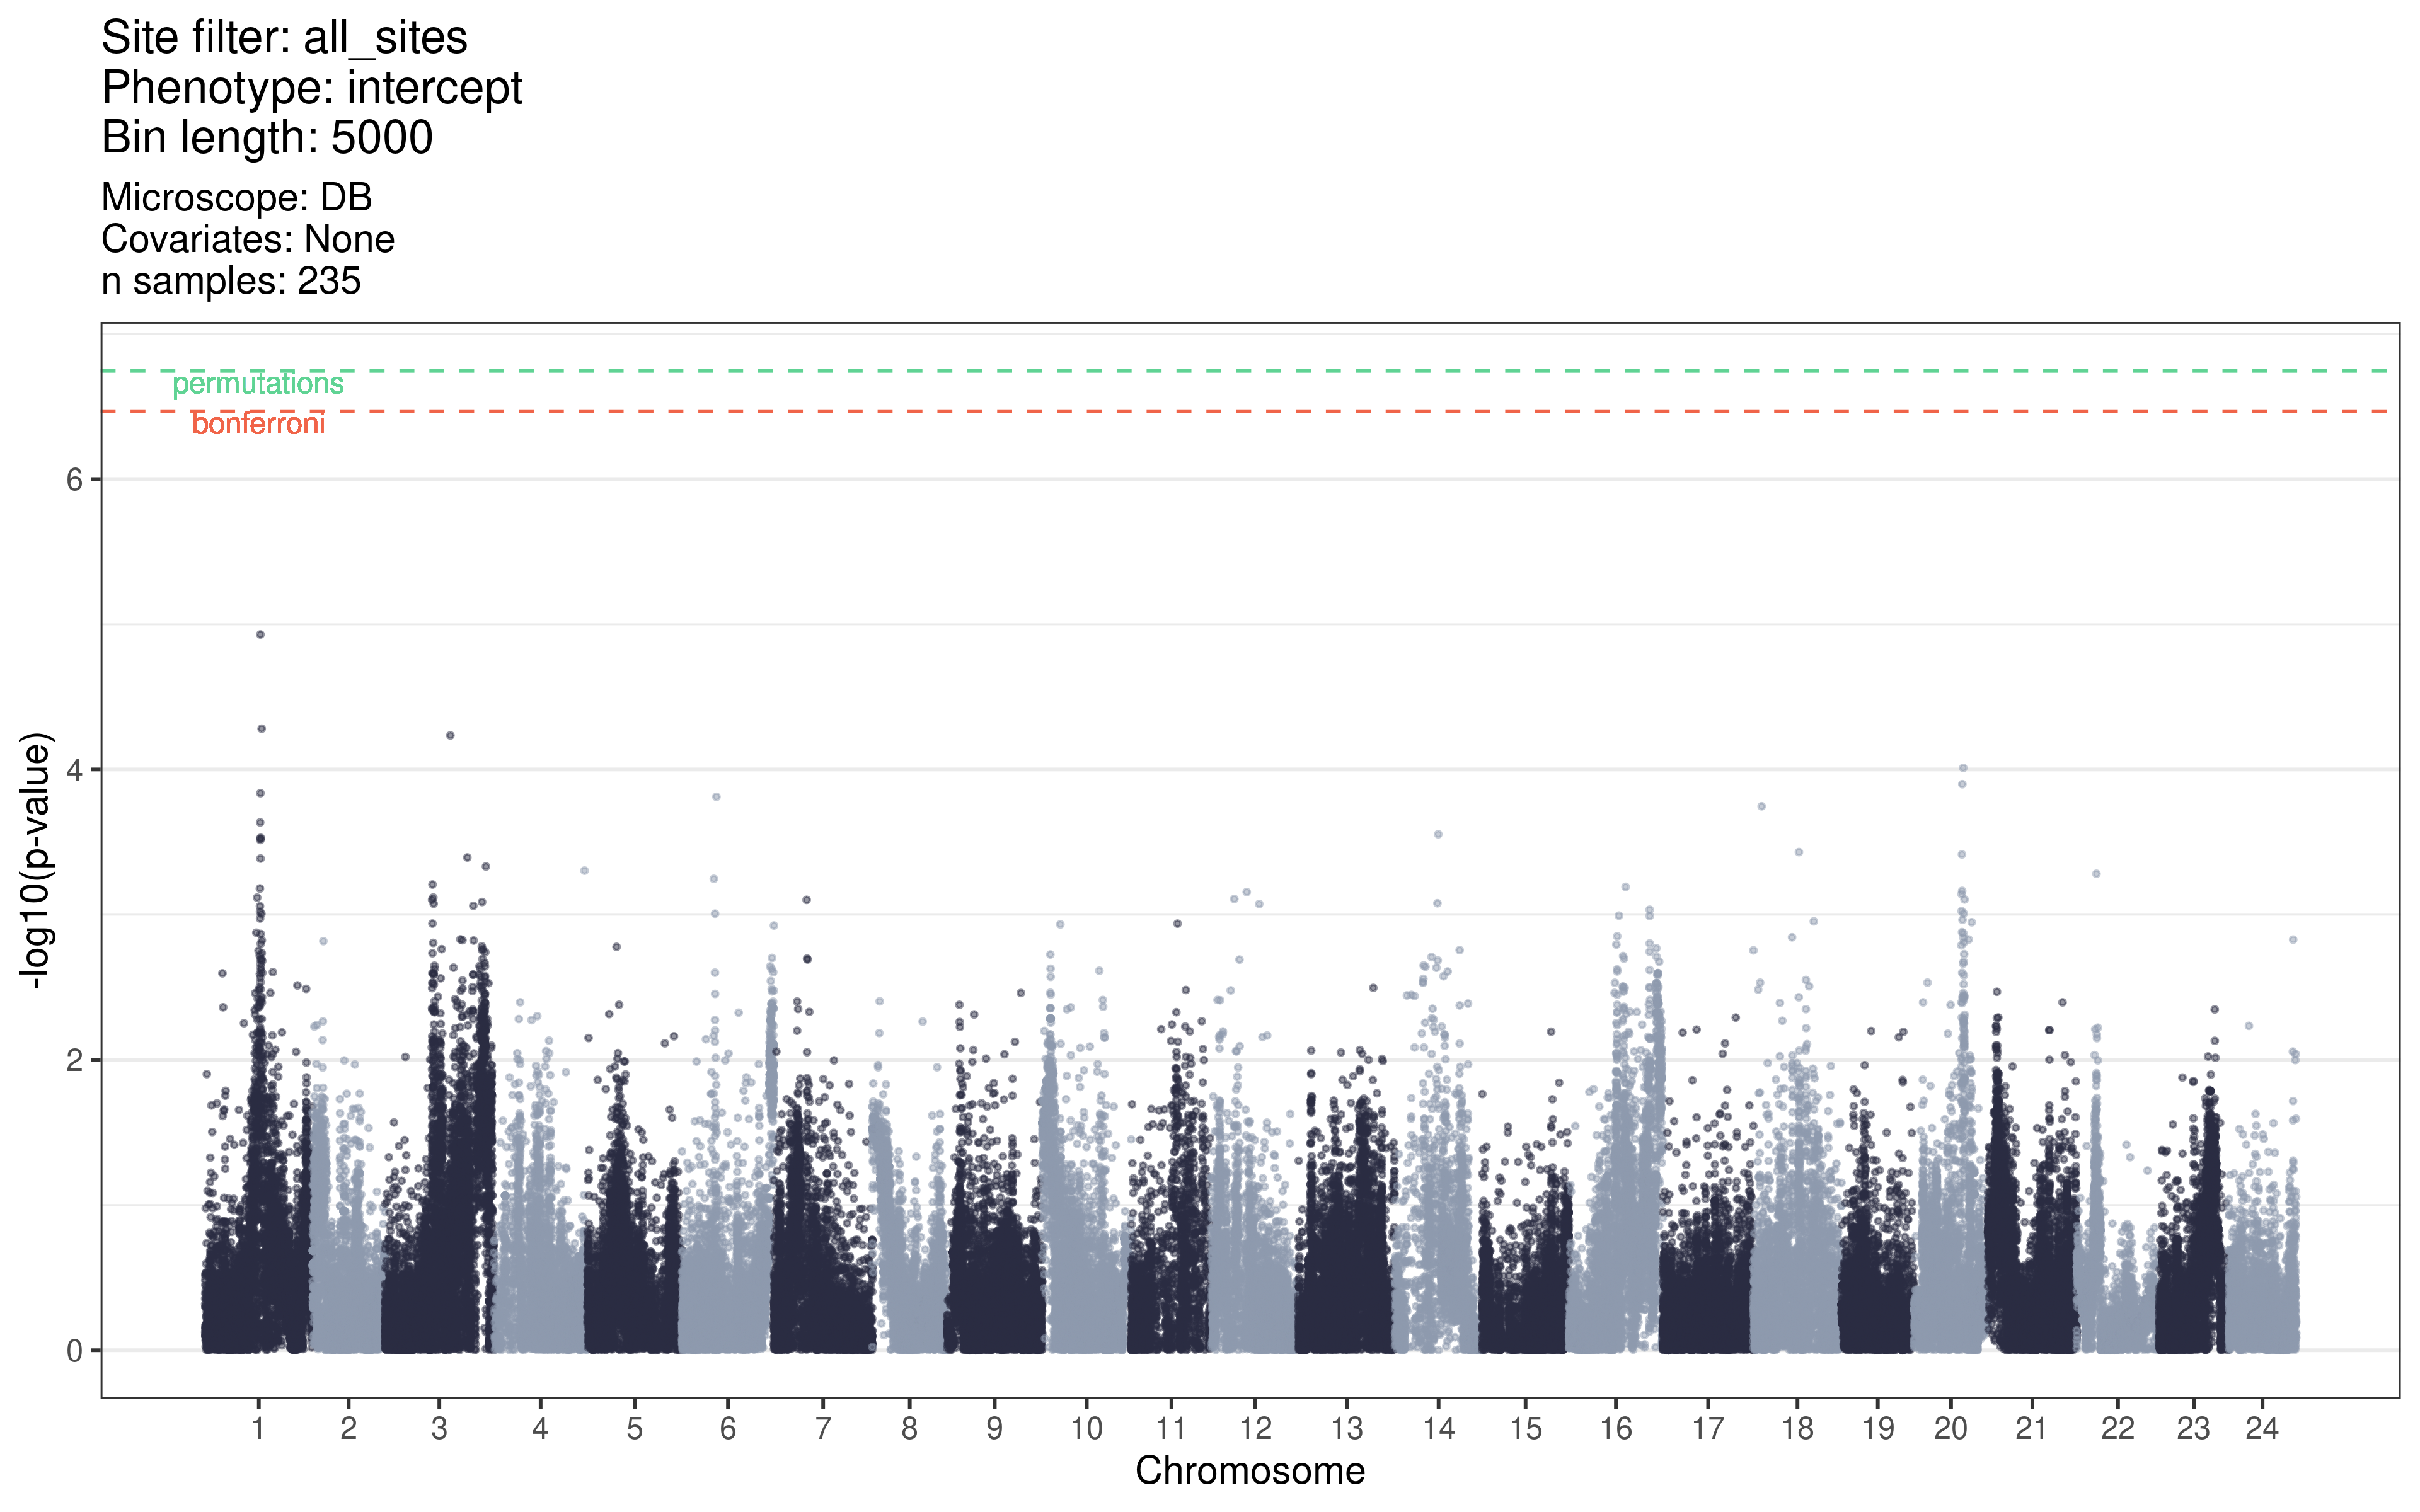 Site filter: all_sites
Phenotype: intercept
Bin length: 5000
Microscope: DB
Covariates: None
n samples: 235
permutations
bonferroni
6
4
2
0
-log10(p-value)
1 2 3 4 5 6 7 8 9 10 11 12 13 14 15 16 17 18 19 20 21 22 23 24
Chromosome